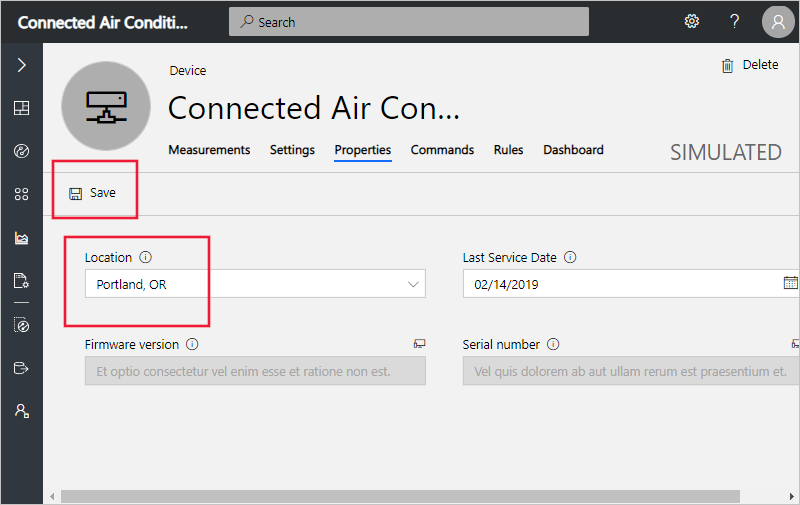 Connected Air Conditi...
Search
?
Device
Delete
Connected Air Con...
Measurements Settings Properties Commands Rules Dashboard
SIMULATED
Save
Location Last Service Date
Portland, OR 02/14/2019
Firmware version Serial number
Et optio consectetur vel enim esse et ratione non est. Vel quis dolorem ab aut ullam rerum est praesentium et.